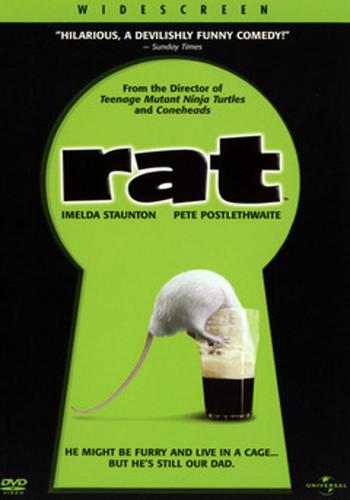 WIDESCREEN
"HILARIOUS, A DEVILISHLY FUNNY COMEDY!"
— Sunday Times
From the Director of
Teenage Mutant Ninja Turtles
and Coneheads
rat™
IMELDA STAUNTON PETE POSTLETHWAITE
HE MIGHT BE FURRY AND LIVE IN A CAGE...
BUT HE'S STILL OUR DAD.
DVD
VIDEO
UNIVERSAL